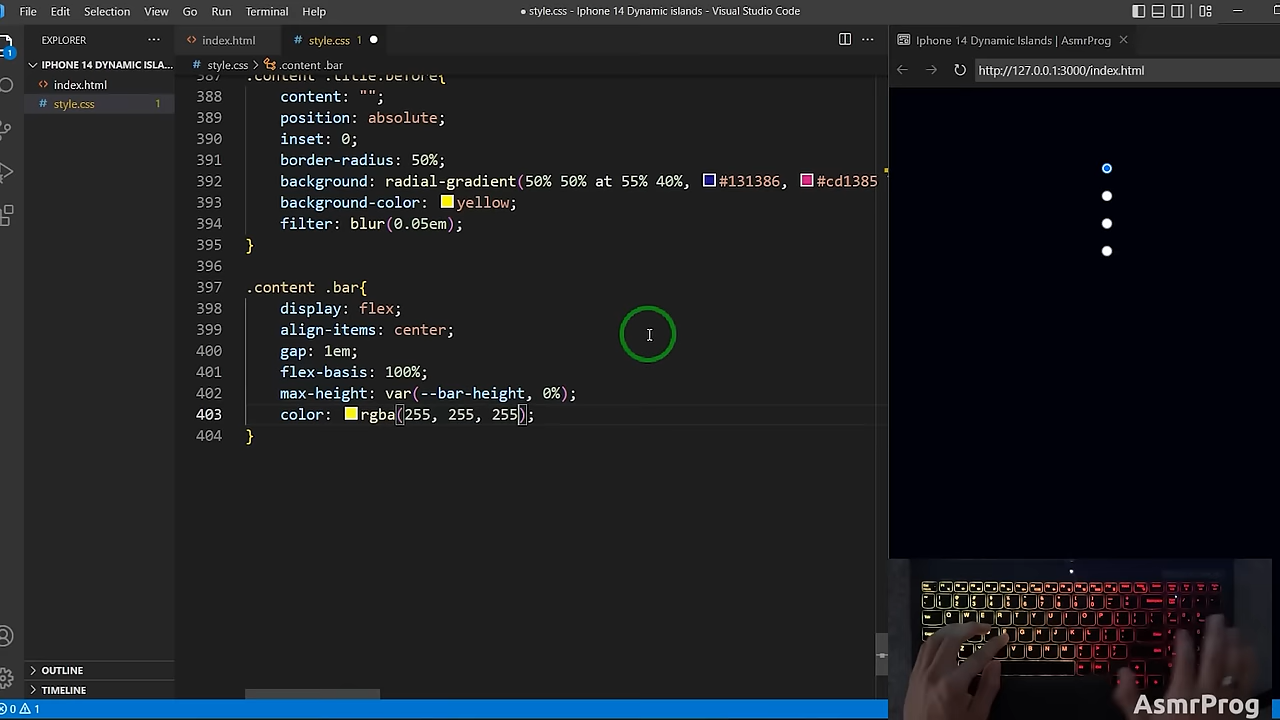 File Edit Selection View Go Run Terminal Help
● style.css - Iphone 14 Dynamic islands - Visual Studio Code
EXPLORER
IPHONE 14 DYNAMIC ISLA...
index.html
style.css 1
OUTLINE
TIMELINE
0 1
index.html
style.css 1
style.css > .content .bar
387 .content .title:before{
388 content: "";
389 position: absolute;
390 inset: 0;
391 border-radius: 50%;
392 background: radial-gradient(50% 50% at 55% 40%, #131386, #cd1385
393 background-color: yellow;
394 filter: blur(0.05em);
395 }
396
397 .content .bar{
398 display: flex;
399 align-items: center;
400 gap: 1em;
401 flex-basis: 100%;
402 max-height: var(--bar-height, 0%);
403 color: rgba(255, 255, 255);
404 }
Iphone 14 Dynamic Islands | AsmrProg
http://127.0.0.1:3000/index.html
AsmrProg